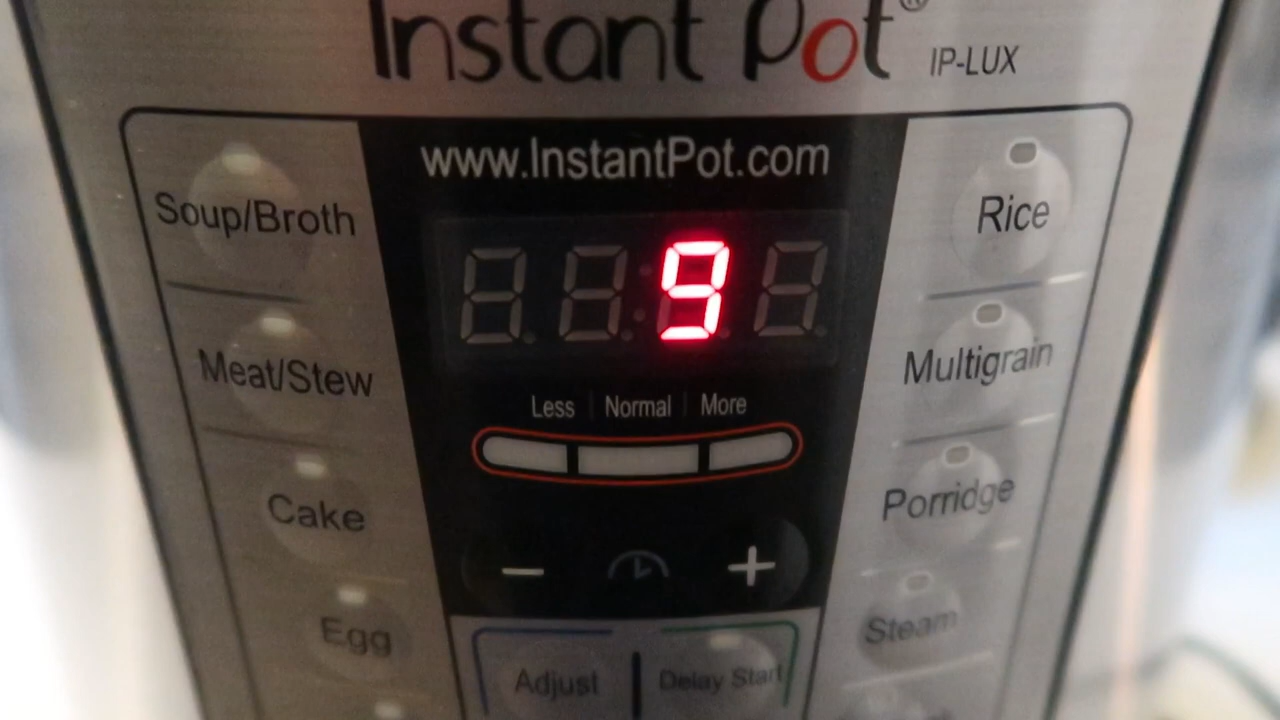 Instant Pot®
IP-LUX
www.InstantPot.com
Soup/Broth
Rice
9
Meat/Stew
Multigrain
Less Normal More
Cake
Porridge
− +
Egg
Steam
Adjust
Delay Start